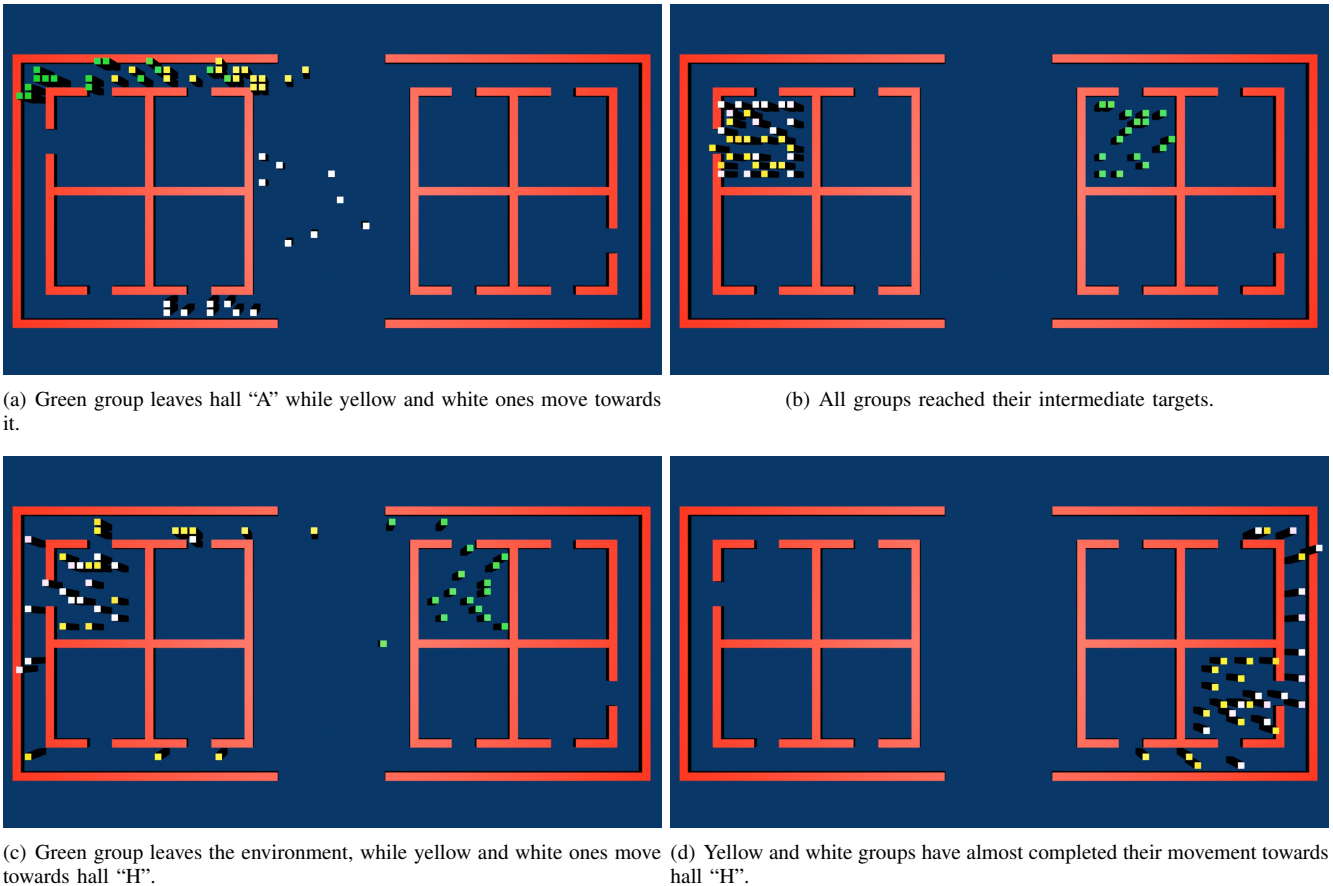 (a) Green group leaves hall “A” while yellow and white ones move towards
it.
(b) All groups reached their intermediate targets.
(c) Green group leaves the environment, while yellow and white ones move
towards hall “H”.
(d) Yellow and white groups have almost completed their movement towards
hall “H”.